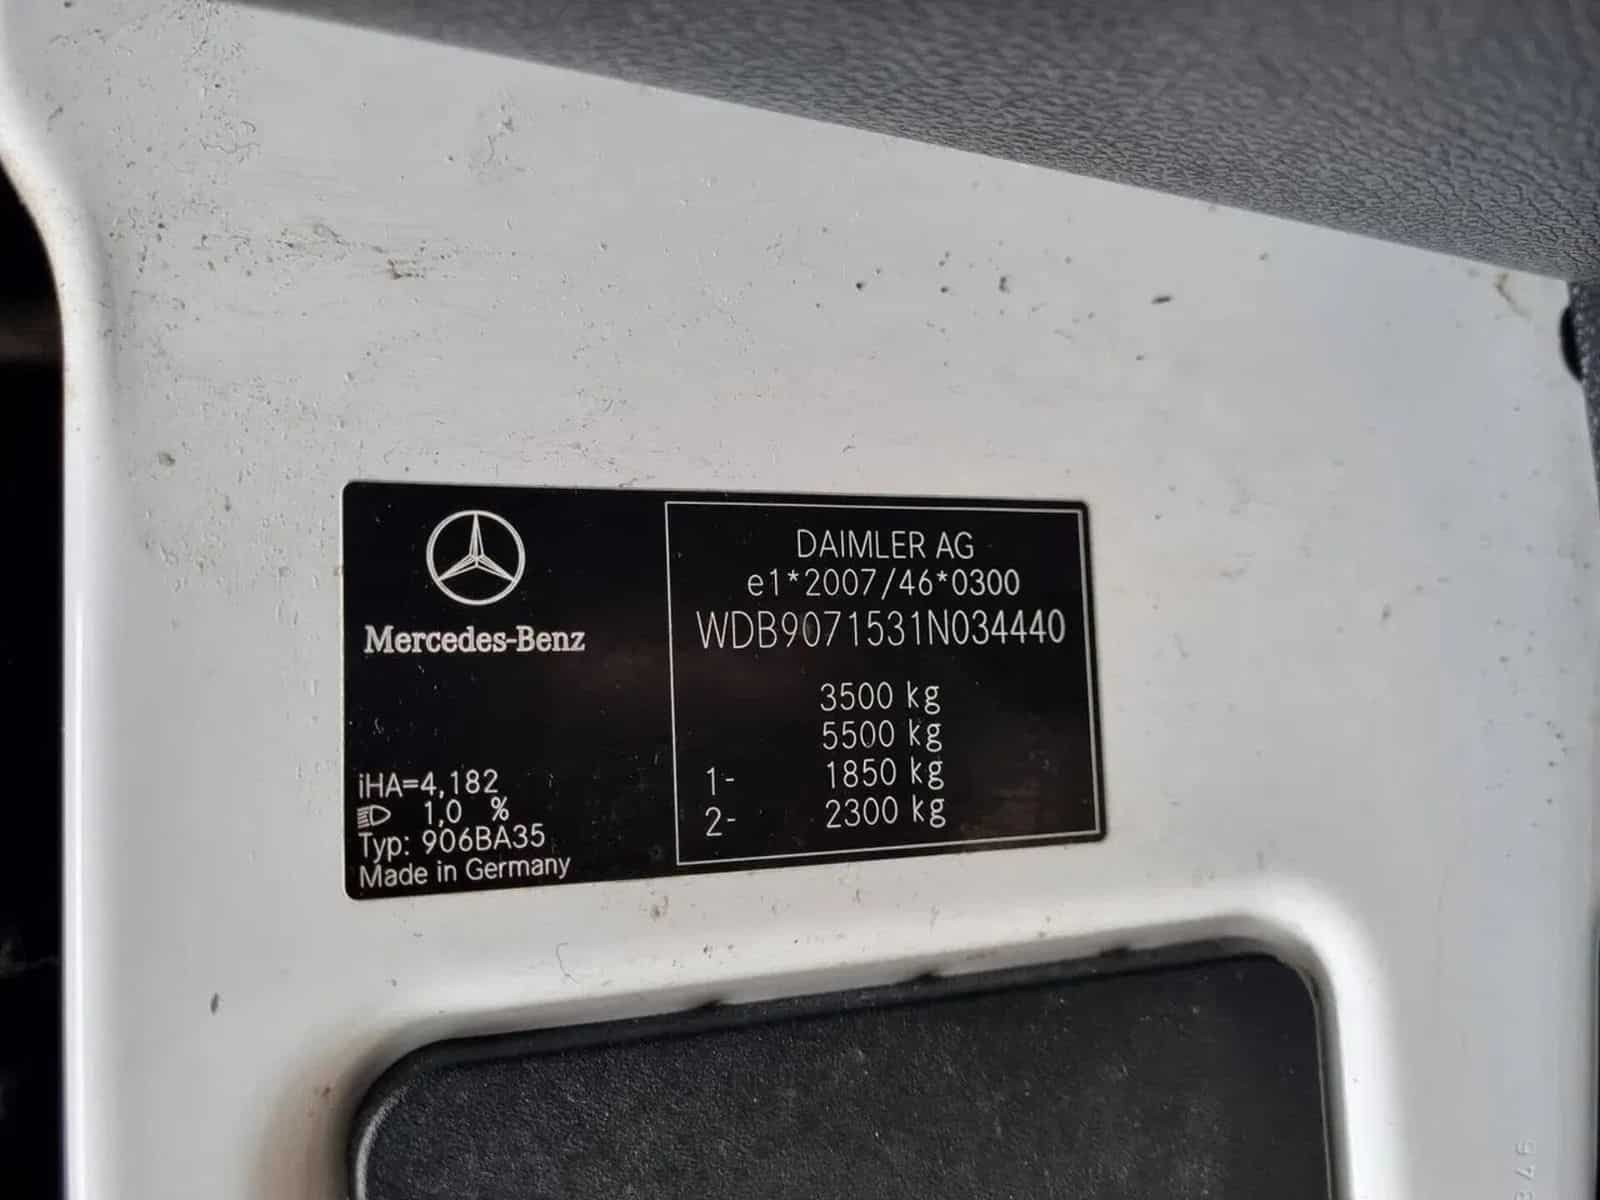 Mercedes-Benz
iHA=4,182
1,0 %
Typ: 906BA35
Made in Germany
DAIMLER AG
e1*2007/46*0300
WDB9071531N034440
3500 kg
5500 kg
1- 1850 kg
2- 2300 kg